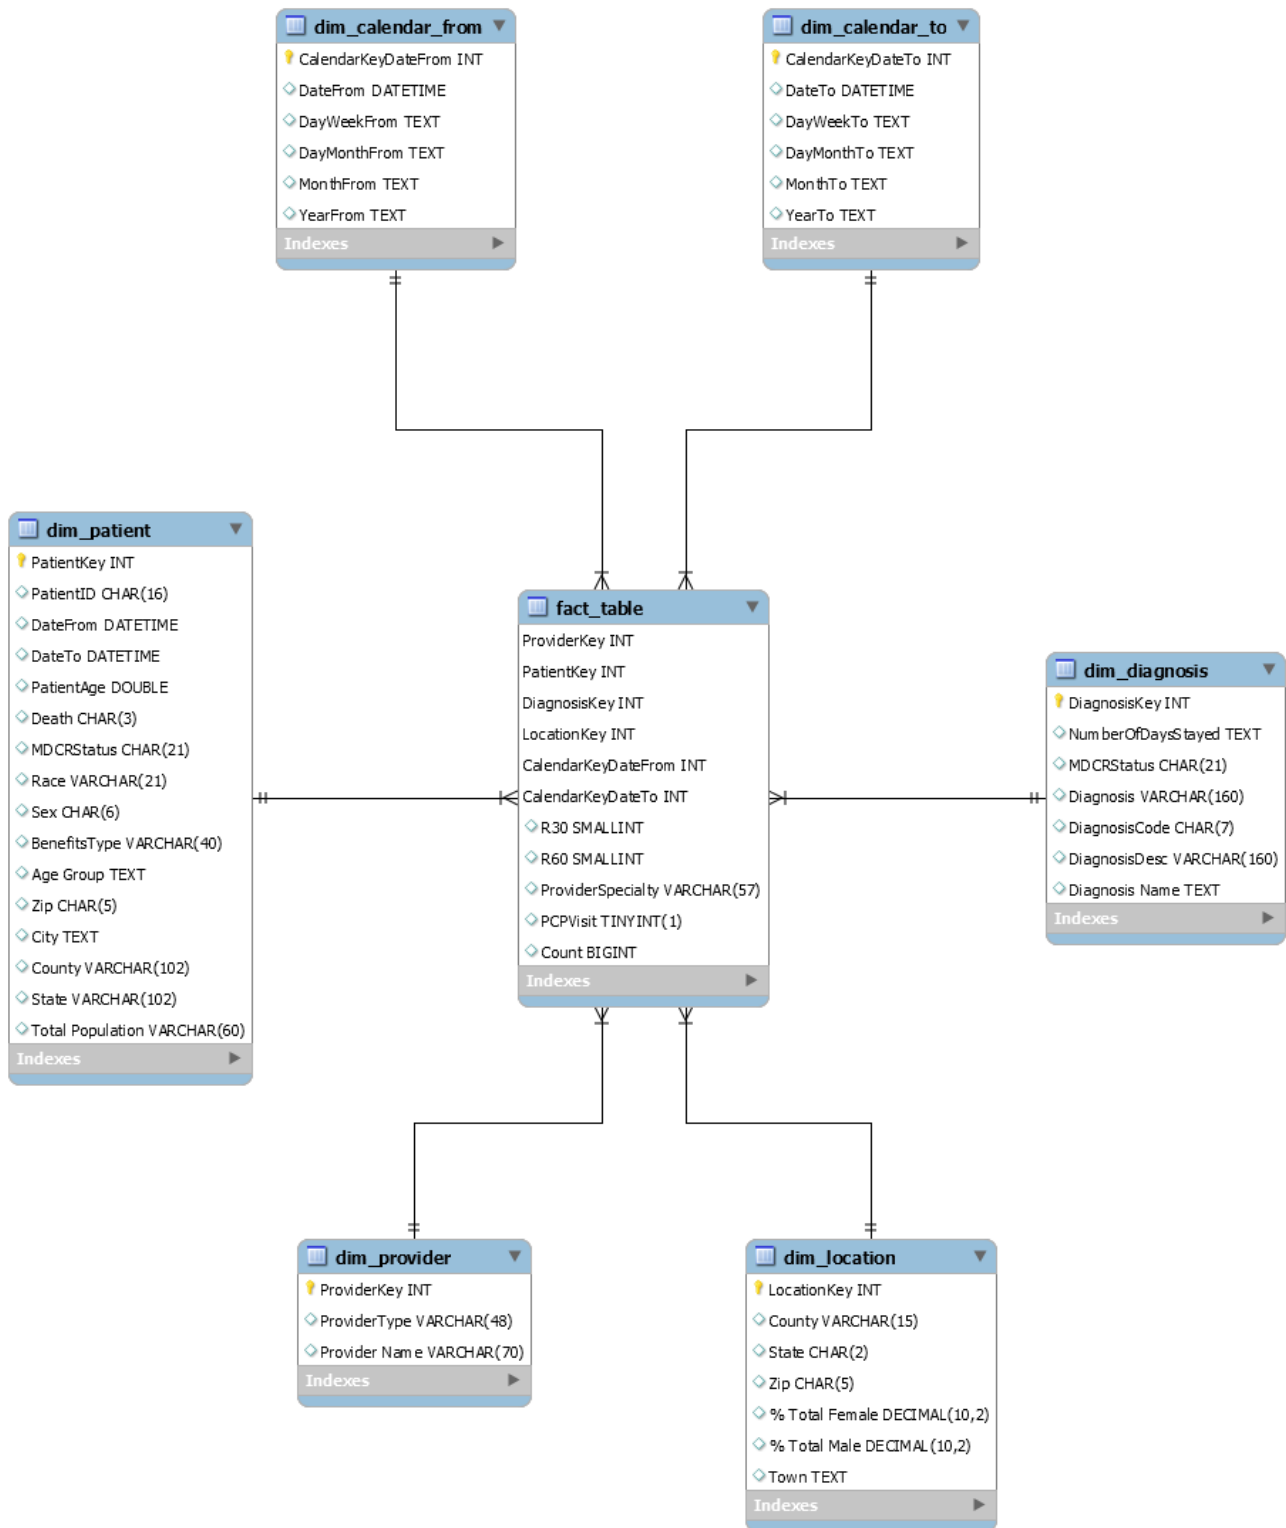 dim_calendar_from
CalendarKeyDateFrom INT
DateFrom DATETIME
DayWeekFrom TEXT
DayMonthFrom TEXT
MonthFrom TEXT
YearFrom TEXT
Indexes
dim_calendar_to
CalendarKeyDateTo INT
DateTo DATETIME
DayWeekTo TEXT
DayMonthTo TEXT
MonthTo TEXT
YearTo TEXT
Indexes
dim_patient
PatientKey INT
PatientID CHAR(16)
DateFrom DATETIME
DateTo DATETIME
PatientAge DOUBLE
Death CHAR(3)
MDCRStatus CHAR(21)
Race VARCHAR(21)
Sex CHAR(6)
BenefitsType VARCHAR(40)
Age Group TEXT
Zip CHAR(5)
City TEXT
County VARCHAR(102)
State VARCHAR(102)
Total Population VARCHAR(60)
Indexes
fact_table
ProviderKey INT
PatientKey INT
DiagnosisKey INT
LocationKey INT
CalendarKeyDateFrom INT
CalendarKeyDateTo INT
R30 SMALLINT
R60 SMALLINT
ProviderSpecialty VARCHAR(57)
PCPVisit TINYINT(1)
Count BIGINT
Indexes
dim_diagnosis
DiagnosisKey INT
NumberOfDaysStayed TEXT
MDCRStatus CHAR(21)
Diagnosis VARCHAR(160)
DiagnosisCode CHAR(7)
DiagnosisDesc VARCHAR(160)
Diagnosis Name TEXT
Indexes
dim_provider
ProviderKey INT
ProviderType VARCHAR(48)
Provider Name VARCHAR(70)
Indexes
dim_location
LocationKey INT
County VARCHAR(15)
State CHAR(2)
Zip CHAR(5)
% Total Female DECIMAL(10,2)
% Total Male DECIMAL(10,2)
Town TEXT
Indexes